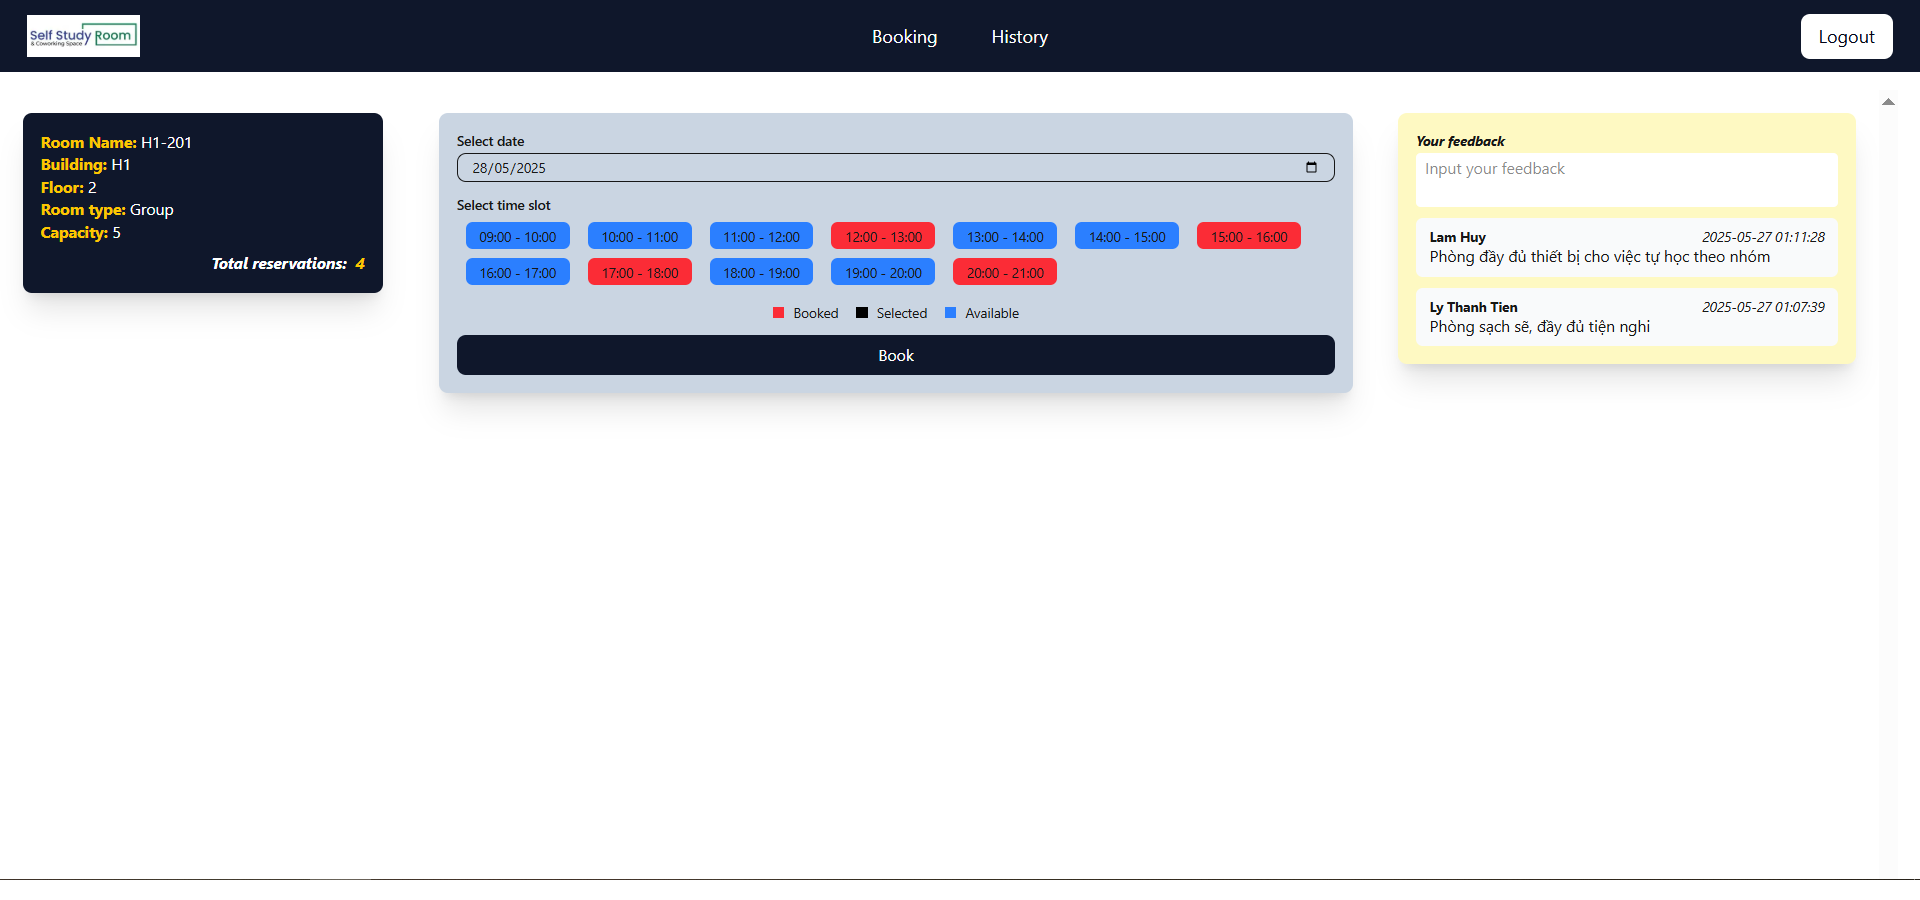 Self Study Room
& Coworking Space
Booking
History
Logout
Room Name: H1-201
Building: H1
Floor: 2
Room type: Group
Capacity: 5
Total reservations: 4
Select date
28/05/2025
Select time slot
09:00 - 10:00
10:00 - 11:00
11:00 - 12:00
12:00 - 13:00
13:00 - 14:00
14:00 - 15:00
15:00 - 16:00
16:00 - 17:00
17:00 - 18:00
18:00 - 19:00
19:00 - 20:00
20:00 - 21:00
Booked
Selected
Available
Book
Your feedback
Input your feedback
Lam Huy
2025-05-27 01:11:28
Phòng đầy đủ thiết bị cho việc tự học theo nhóm
Ly Thanh Tien
2025-05-27 01:07:39
Phòng sạch sẽ, đầy đủ tiện nghi